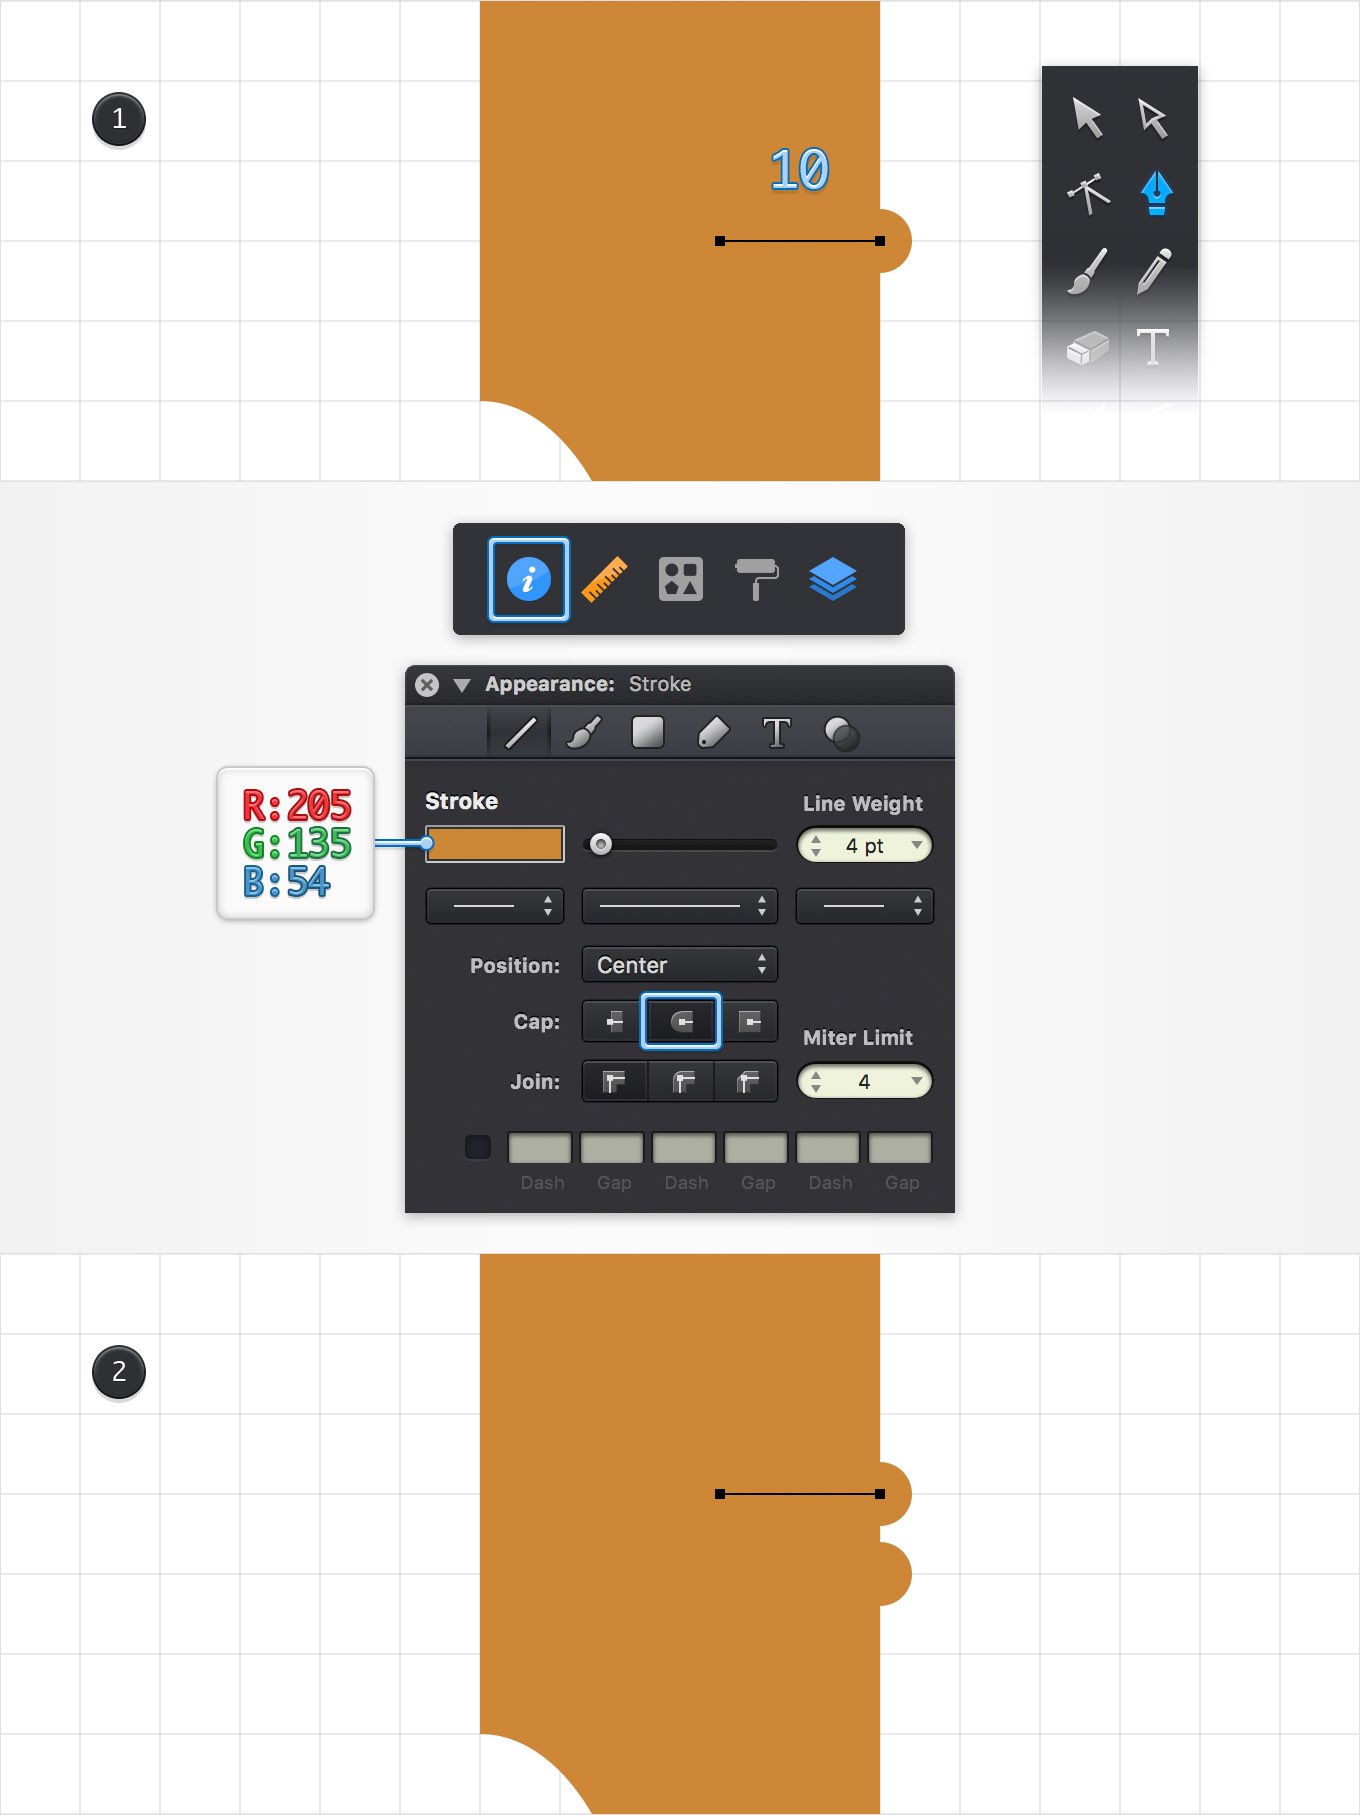 1
10
Appearance: Stroke
R:205
G:135
B:54
Stroke
Line Weight
4 pt
Position:
Center
Cap:
Miter Limit
Join:
4
Dash Gap Dash Gap Dash Gap
2